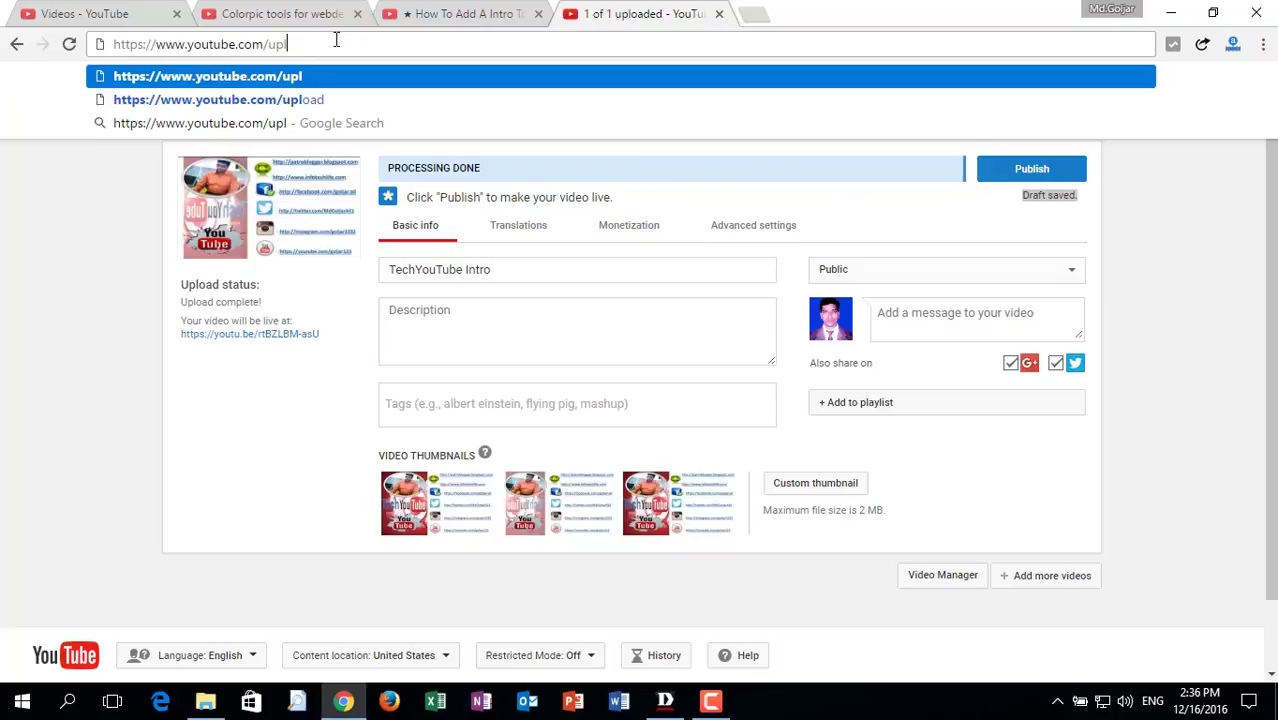 Videos - YouTube
Colorpic tools for webde
★ How To Add A Intro To
1 of 1 uploaded - YouTu
Md.Goljar
https://www.youtube.com/upl
https://www.youtube.com/upl
https://www.youtube.com/upload
https://www.youtube.com/upl - Google Search
PROCESSING DONE
Publish
Click "Publish" to make your video live.
Draft saved.
Basic info
Translations
Monetization
Advanced settings
TechYouTube Intro
Public
Description
Add a message to your video
Upload status:
Upload complete!
Your video will be live at:
https://youtu.be/rtBZLBM-asU
Also share on
Tags (e.g., albert einstein, flying pig, mashup)
+ Add to playlist
VIDEO THUMBNAILS
Custom thumbnail
Maximum file size is 2 MB.
Video Manager
+ Add more videos
YouTube
Language: English
Content location: United States
Restricted Mode: Off
History
Help
ENG
2:36 PM
12/16/2016